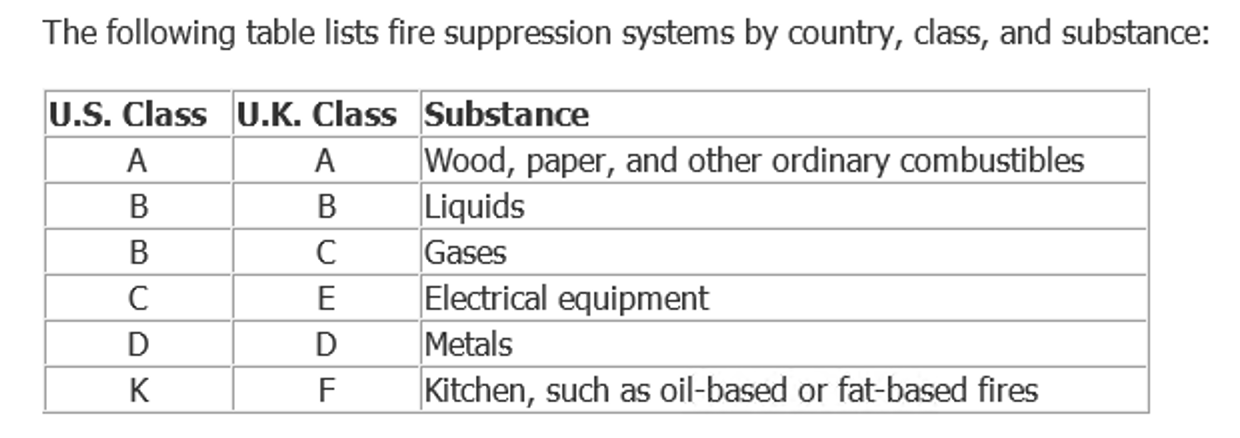 The following table lists fire suppression systems by country, class, and substance:
U.S. Class U.K. Class Substance
A A Wood, paper, and other ordinary combustibles
B B Liquids
B C Gases
C E Electrical equipment
D D Metals
K F Kitchen, such as oil-based or fat-based fires